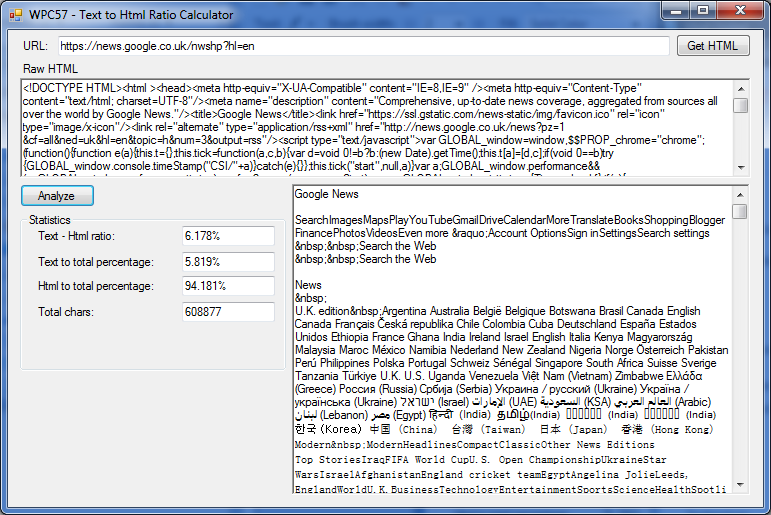 WPC57 - Text to Html Ratio Calculator
URL: https://news.google.co.uk/nwshp?hl=en Get HTML
Raw HTML
<!DOCTYPE HTML><html ><head><meta http-equiv="X-UA-Compatible" content="IE=8,IE=9" /><meta http-equiv="Content-Type"
content="text/html; charset=UTF-8"/><meta name="description" content="Comprehensive, up-to-date news coverage, aggregated from sources all
over the world by Google News."/><title>Google News</title><link href="https://ssl.gstatic.com/news-static/img/favicon.ico" rel="icon"
type="image/x-icon"/><link rel="alternate" type="application/rss+xml" href="http://news.google.co.uk/news?pz=1
&cf=all&ned=uk&hl=en&topic=h&num=3&output=rss"/><script type="text/javascript">var GLOBAL_window=window,$$PROP_chrome="chrome";
(function(){function e(a){this.t={};this.tick=function(a,c,b){var d=void 0!=b?b:(new Date).getTime();this.t[a]=[d,c];if(void 0==b)try
{GLOBAL_window.console.timeStamp("CSI/"+a)}catch(e){}};this.tick("start",null,a)}var a;GLOBAL_window.performance&&
Analyze
Statistics
Text - Html ratio: 6.178%
Text to total percentage: 5.819%
Html to total percentage: 94.181%
Total chars: 608877
Google News
SearchImagesMapsPlayYouTubeGmailDriveCalendarMoreTranslateBooksShoppingBlogger
FinancePhotosVideosEven more &raquo;Account OptionsSign inSettingsSearch settings
&nbsp;&nbsp;Search the Web
&nbsp;&nbsp;Search the Web
News
&nbsp;
U.K. edition&nbsp;Argentina Australia België Belgique Botswana Brasil Canada English
Canada Français Česká republika Chile Colombia Cuba Deutschland España Estados
Unidos Ethiopia France Ghana India Ireland Israel English Italia Kenya Magyarország
Malaysia Maroc México Namibia Nederland New Zealand Nigeria Norge Österreich Pakistan
Perú Philippines Polska Portugal Schweiz Sénégal Singapore South Africa Suisse Sverige
Tanzania Türkiye U.K. U.S. Uganda Venezuela Việt Nam (Vietnam) Zimbabwe Ελλάδα
(Greece) Россия (Russia) Србија (Serbia) Украина / русский (Ukraine) Україна /
українська (Ukraine) ישראל (Israel) الإمارات (UAE) السعودية (KSA) العالم العربي (Arabic)
لبنان (Lebanon) مصر (Egypt) हिन्दी (India) தமிழ்(India) (India) (India)
한국 (Korea) 中国 (China) 台灣 (Taiwan) 日本 (Japan) 香港 (Hong Kong)
Modern&nbsp;ModernHeadlinesCompactClassicOther News Editions
Top StoriesIraqFIFA World CupU.S. Open ChampionshipUkraineStar
WarsIsraelAfghanistanEngland cricket teamEgyptAngelina JolieLeeds,
EnglandWorldU.K.BusinessTechnologyEntertainmentSportsScienceHealthSpotli